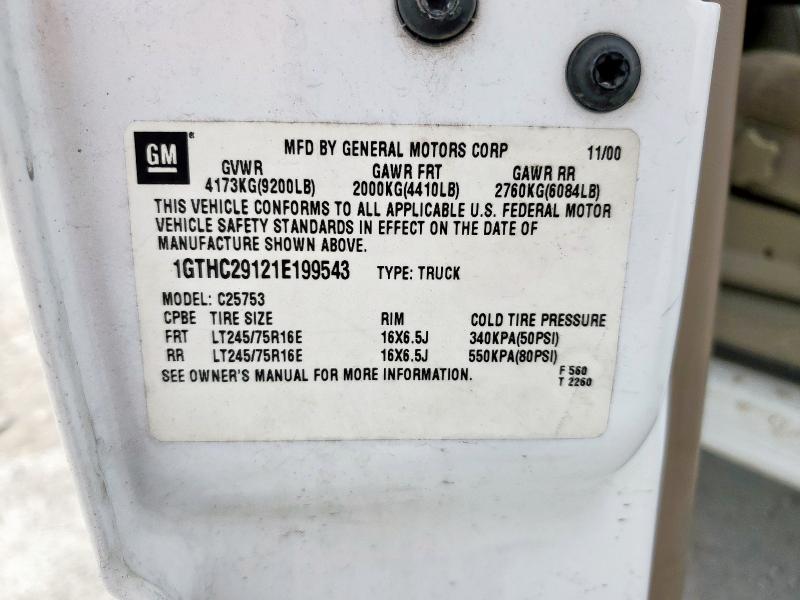 GM® MFD BY GENERAL MOTORS CORP 11/00
GVWR GAWR FRT GAWR RR
4173KG(9200LB) 2000KG(4410LB) 2760KG(6084LB)
THIS VEHICLE CONFORMS TO ALL APPLICABLE U.S. FEDERAL MOTOR
VEHICLE SAFETY STANDARDS IN EFFECT ON THE DATE OF
MANUFACTURE SHOWN ABOVE.
1GTHC29121E199543 TYPE: TRUCK
MODEL: C25753
CPBE TIRE SIZE RIM COLD TIRE PRESSURE
FRT LT245/75R16E 16X6.5J 340KPA(50PSI)
RR LT245/75R16E 16X6.5J 550KPA(80PSI)
SEE OWNER'S MANUAL FOR MORE INFORMATION. F 560
T 2260